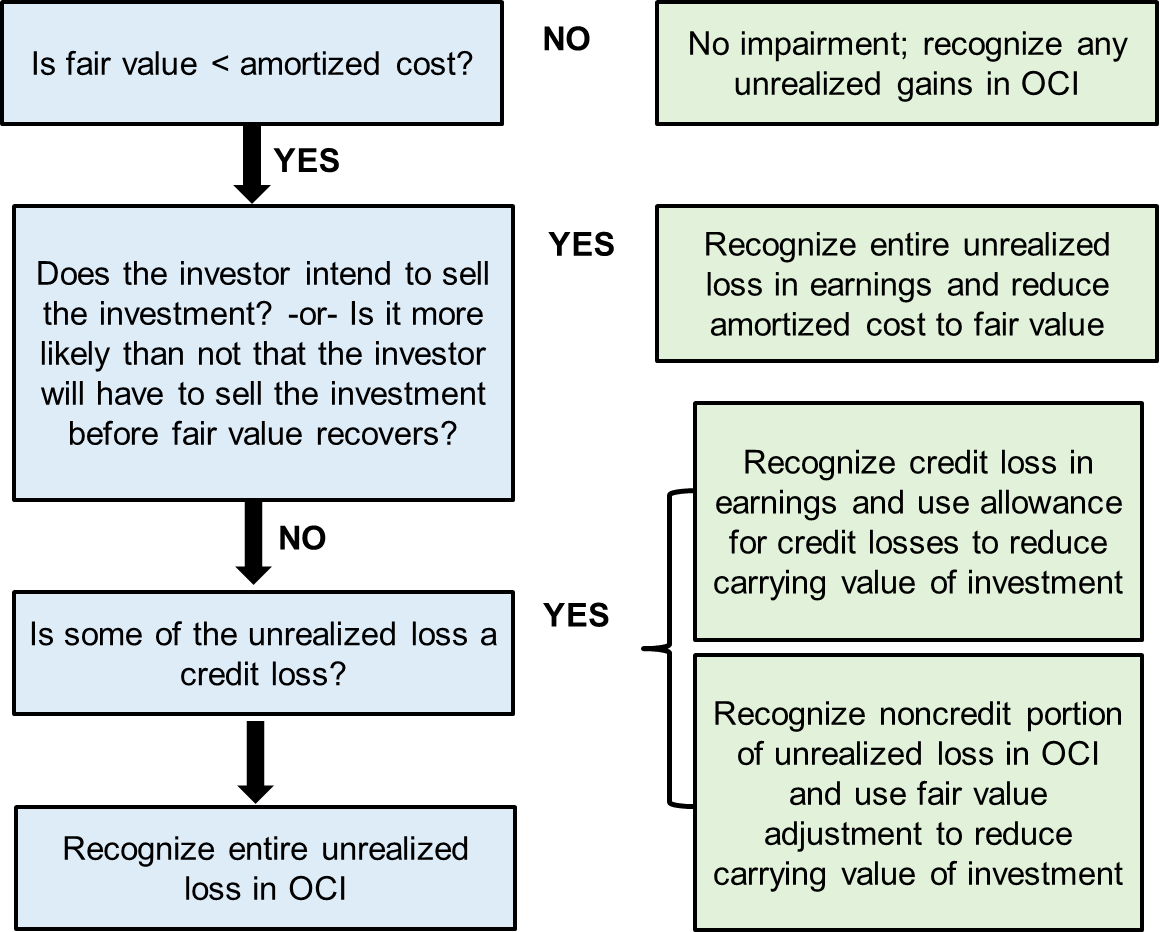 Is fair value < amortized cost?
NO
No impairment; recognize any
unrealized gains in OCI
YES
Does the investor intend to sell
the investment? -or- Is it more
likely than not that the investor
will have to sell the investment
before fair value recovers?
YES
Recognize entire unrealized
loss in earnings and reduce
amortized cost to fair value
NO
Is some of the unrealized loss a
credit loss?
YES
Recognize credit loss in
earnings and use allowance
for credit losses to reduce
carrying value of investment
Recognize noncredit portion
of unrealized loss in OCI
and use fair value
adjustment to reduce
carrying value of investment
Recognize entire unrealized
loss in OCI